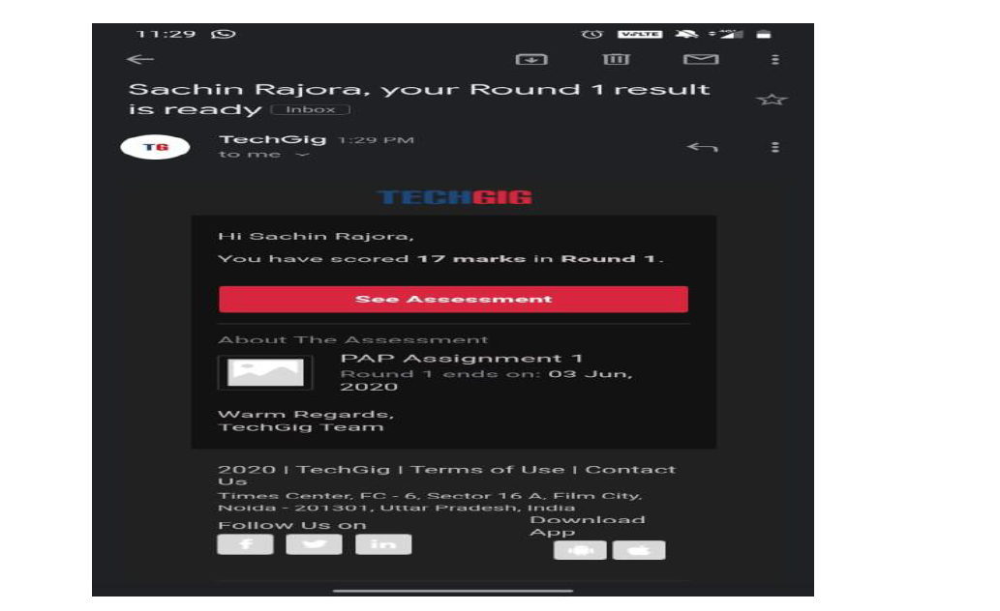 11:29
VoLTE
Sachin Rajora, your Round 1 result
is ready Inbox
TG
TechGig 1:29 PM
to me
TECHGIG
Hi Sachin Rajora,
You have scored 17 marks in Round 1.
See Assessment
About The Assessment
PAP Assignment 1
Round 1 ends on: 03 Jun,
2020
Warm Regards,
TechGig Team
2020 | TechGig | Terms of Use | Contact
Us
Times Center, FC - 6, Sector 16 A, Film City,
Noida - 201301, Uttar Pradesh, India
Follow Us on
Download
App
f
in